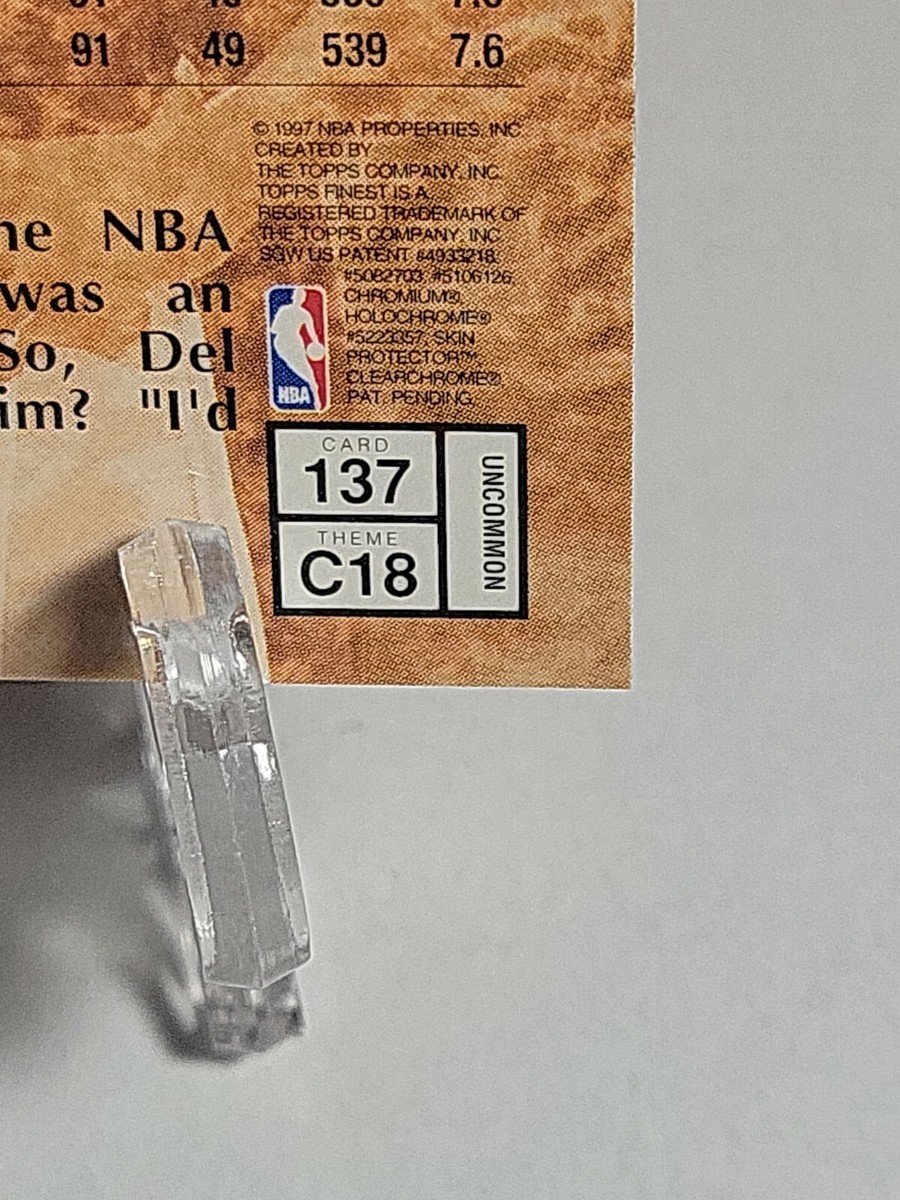 91 49 539 7.6
© 1997 NBA PROPERTIES, INC
CREATED BY
THE TOPPS COMPANY, INC.
TOPPS FINEST IS A
REGISTERED TRADEMARK OF
THE TOPPS COMPANY, INC.
SGW US PATENT #4933218,
#5082703, #5106126,
CHROMIUM®,
HOLOCHROME®
#5223357, SKIN
PROTECTOR™,
CLEARCHROME®,
PAT. PENDING.
NBA
he NBA
was an
So, Del
im? "I'd
CARD
137
THEME
C18
UNCOMMON